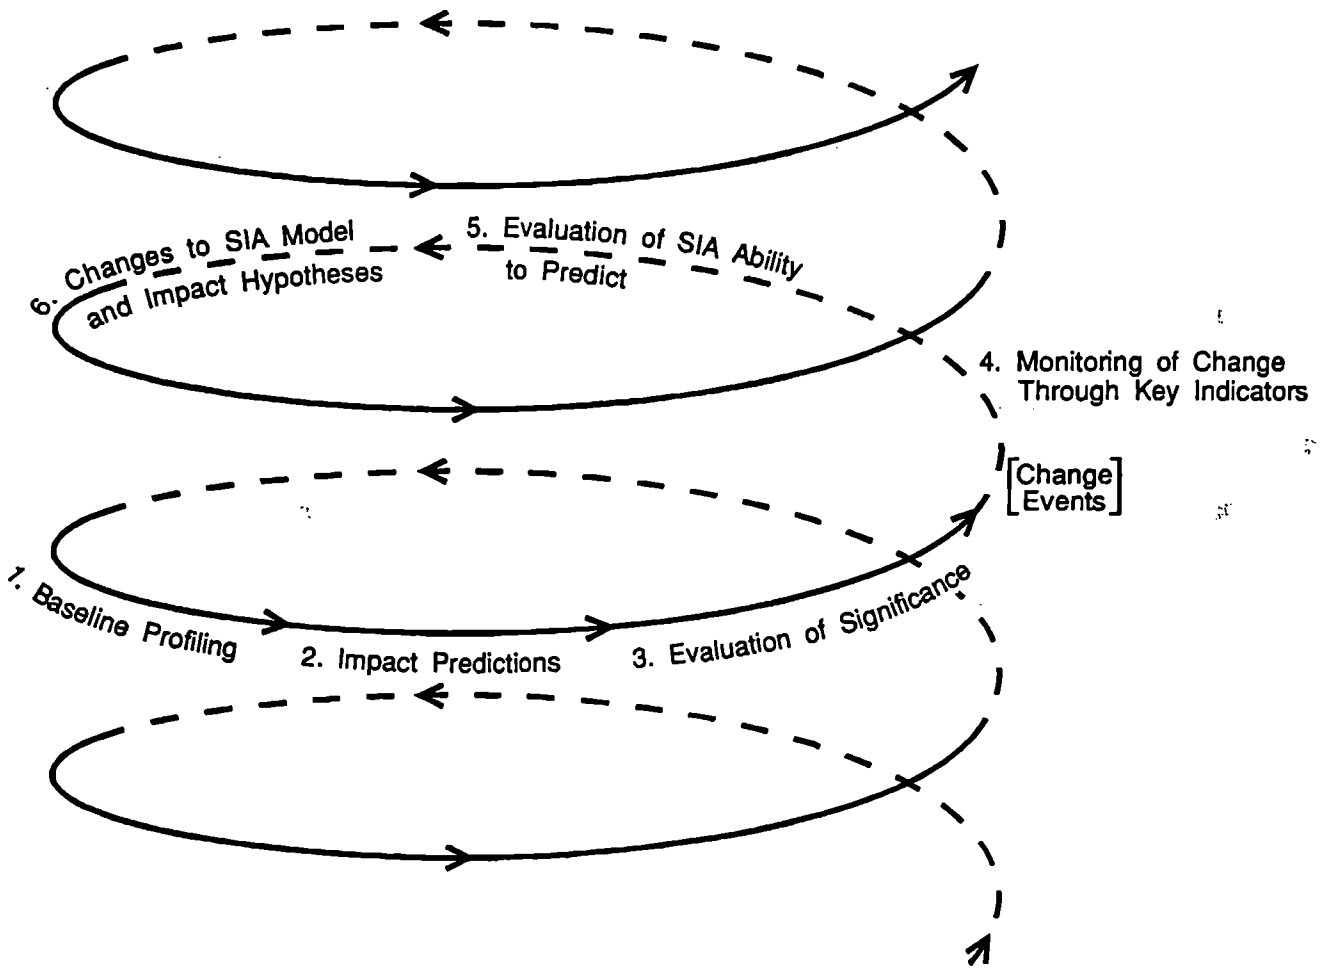 5. Evaluation of SIA Ability
to Predict
6. Changes to SIA Model
and Impact Hypotheses
4. Monitoring of Change
Through Key Indicators
[Change
Events]
1. Baseline Profiling
2. Impact Predictions
3. Evaluation of Significance